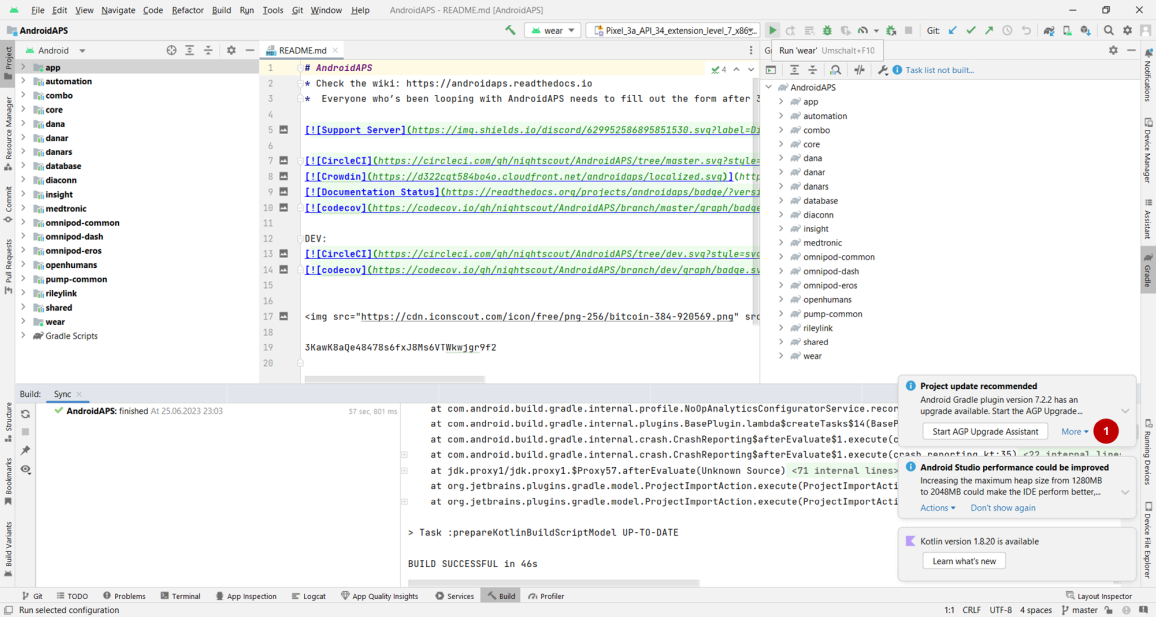 File Edit View Navigate Code Refactor Build Run Tools Git Window Help AndroidAPS - README.md [AndroidAPS]
AndroidAPS
wear
Pixel_3a_API_34_extension_level_7_x86
Git:
Project
Resource Manager
Commit
Pull Requests
Structure
Bookmarks
Build Variants
Android
app
automation
combo
core
dana
danar
danars
database
diaconn
insight
medtronic
omnipod-common
omnipod-dash
omnipod-eros
openhumans
pump-common
rileylink
shared
wear
Gradle Scripts
README.md
4
1 # AndroidAPS
2 * Check the wiki: https://androidaps.readthedocs.io
3 * Everyone who's been looping with AndroidAPS needs to fill out the form after 3
4
5 [![Support Server](https://img.shields.io/discord/629952586895851530.svg?label=Di
6
7 [![CircleCI](https://circleci.com/gh/nightscout/AndroidAPS/tree/master.svg?style=
8 [![Crowdin](https://d322cqt584bo4o.cloudfront.net/androidaps/localized.svg)](http
9 [![Documentation Status](https://readthedocs.org/projects/androidaps/badge/?versi
10 [![codecov](https://codecov.io/gh/nightscout/AndroidAPS/branch/master/graph/badge
11
12 DEV:
13 [![CircleCI](https://circleci.com/gh/nightscout/AndroidAPS/tree/dev.svg?style=svg
14 [![codecov](https://codecov.io/gh/nightscout/AndroidAPS/branch/dev/graph/badge.sv
15
16
17 <img src="https://cdn.iconscout.com/icon/free/png-256/bitcoin-384-920569.png" src
18
19 3KawK8aQe48478s6fxJ8Ms6VTWkwjgr9f2
20
Run 'wear' Umschalt+F10
Task list not built...
AndroidAPS
app
automation
combo
core
dana
danar
danars
database
diaconn
insight
medtronic
omnipod-common
omnipod-dash
omnipod-eros
openhumans
pump-common
rileylink
shared
wear
Notifications
Device Manager
Assistant
Gradle
Running Devices
Device File Explorer
Build: Sync
AndroidAPS: finished At 25.06.2023 23:03 37 sec, 801 ms
at com.android.build.gradle.internal.profile.NoOpAnalyticsConfiguratorService.recor
at com.android.build.gradle.internal.plugins.BasePlugin.lambda$createTasks$14(BaseP
at com.android.build.gradle.internal.crash.CrashReporting$afterEvaluate$1.execute(c
at com.android.build.gradle.internal.crash.CrashReporting$afterEvaluate$1.execute(crash_reporting.kt:35) <22 internal line
at jdk.proxy1/jdk.proxy1.$Proxy57.afterEvaluate(Unknown Source) <71 internal lines>
at org.jetbrains.plugins.gradle.model.ProjectImportAction.execute(ProjectImportActi
at org.jetbrains.plugins.gradle.model.ProjectImportAction.execute(ProjectImportActi
> Task :prepareKotlinBuildScriptModel UP-TO-DATE
BUILD SUCCESSFUL in 46s
Project update recommended
Android Gradle plugin version 7.2.2 has an
upgrade available. Start the AGP Upgrade...
Start AGP Upgrade Assistant More 1
Android Studio performance could be improved
Increasing the maximum heap size from 1280MB
to 2048MB could make the IDE perform better,...
Actions Don't show again
Kotlin version 1.8.20 is available
Learn what's new
Git TODO Problems Terminal App Inspection Logcat App Quality Insights Services Build Profiler Layout Inspector
Run selected configuration 1:1 CRLF UTF-8 4 spaces master